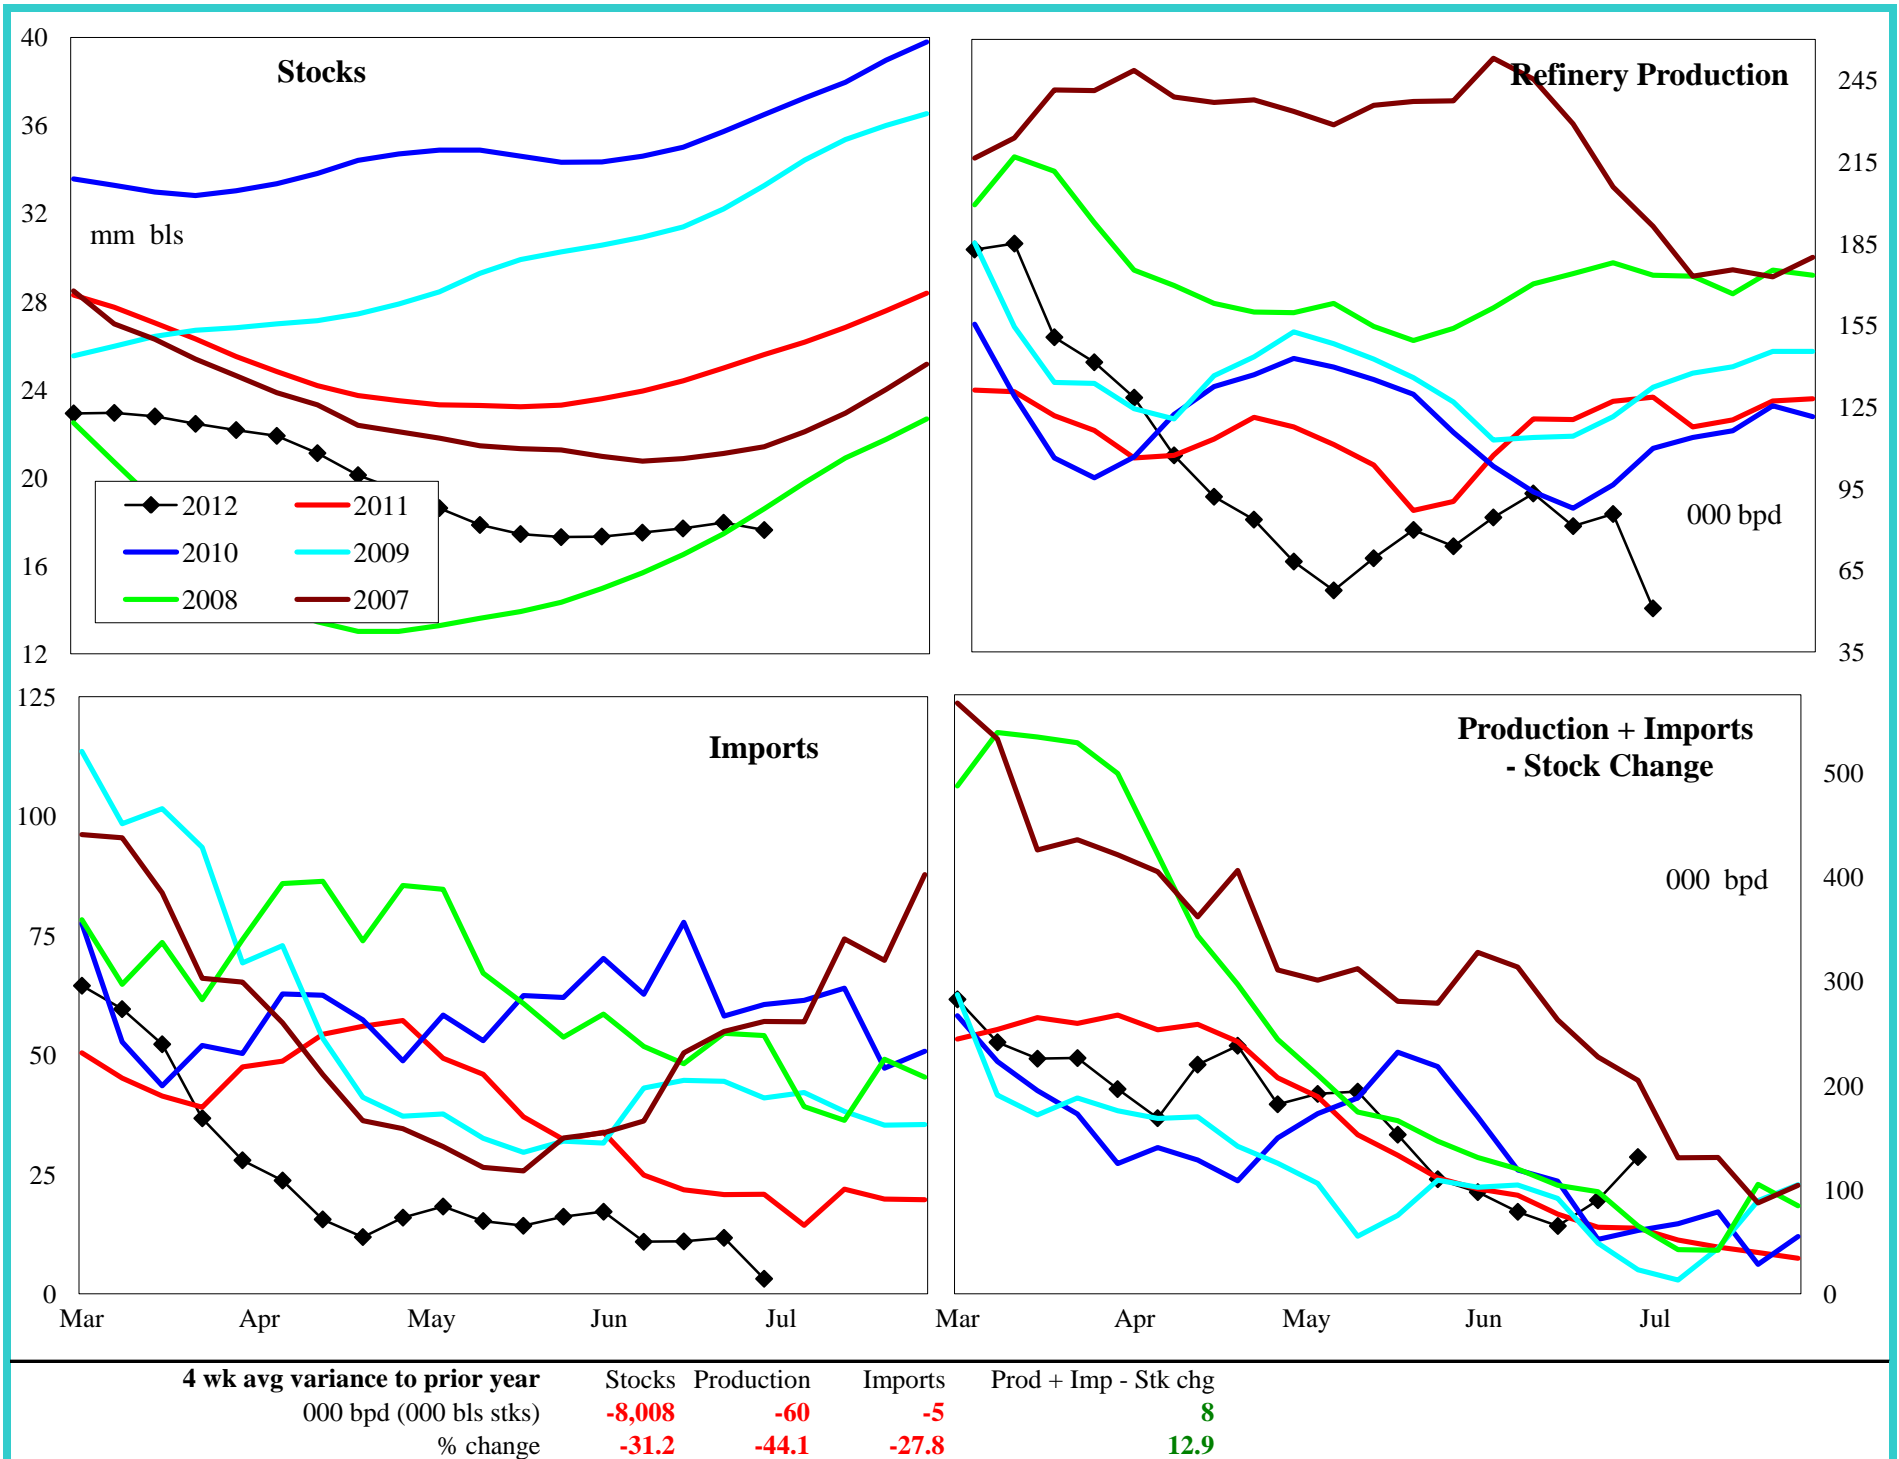 Stocks
40
36
32
28
24
20
16
12
mm bls
2012 2011
2010 2009
2008 2007
Refinery Production
245
215
185
155
125
95
65
35
000 bpd
Imports
125
100
75
50
25
0
Mar Apr May Jun Jul
Production + Imports
- Stock Change
500
400
300
200
100
0
000 bpd
Mar Apr May Jun Jul
4 wk avg variance to prior year Stocks Production Imports Prod + Imp - Stk chg
000 bpd (000 bls stks) -8,008 -60 -5 8
% change -31.2 -44.1 -27.8 12.9